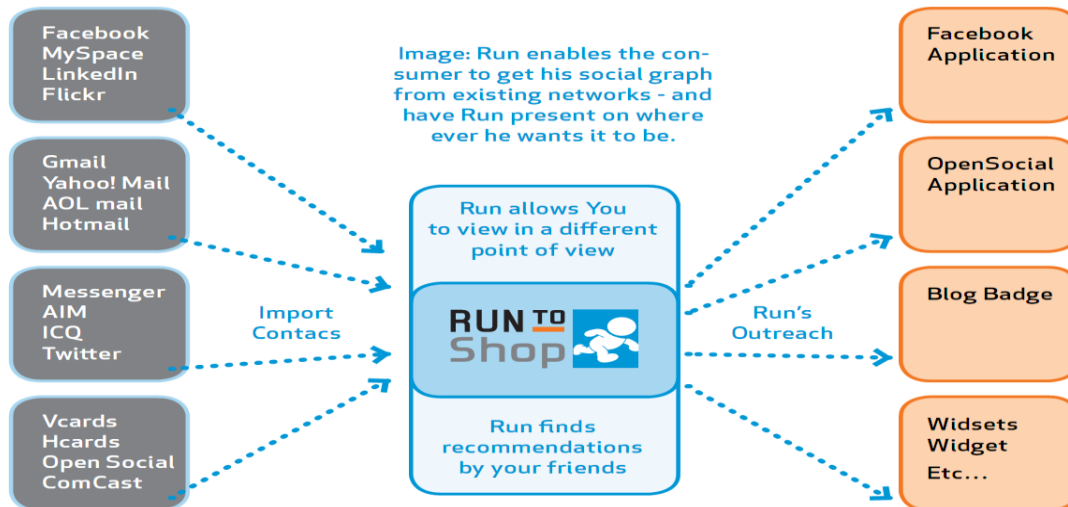 Facebook
MySpace
LinkedIn
Flickr
Gmail
Yahoo! Mail
AOL mail
Hotmail
Messenger
AIM
ICQ
Twitter
Vcards
Hcards
Open Social
ComCast
Import
Contacs
Image: Run enables the con-
sumer to get his social graph
from existing networks - and
have Run present on where
ever he wants it to be.
Run allows You
to view in a different
point of view
RUN TO
Shop
Run finds
recommendations
by your friends
Run's
Outreach
Facebook
Application
OpenSocial
Application
Blog Badge
Widsets
Widget
Etc...